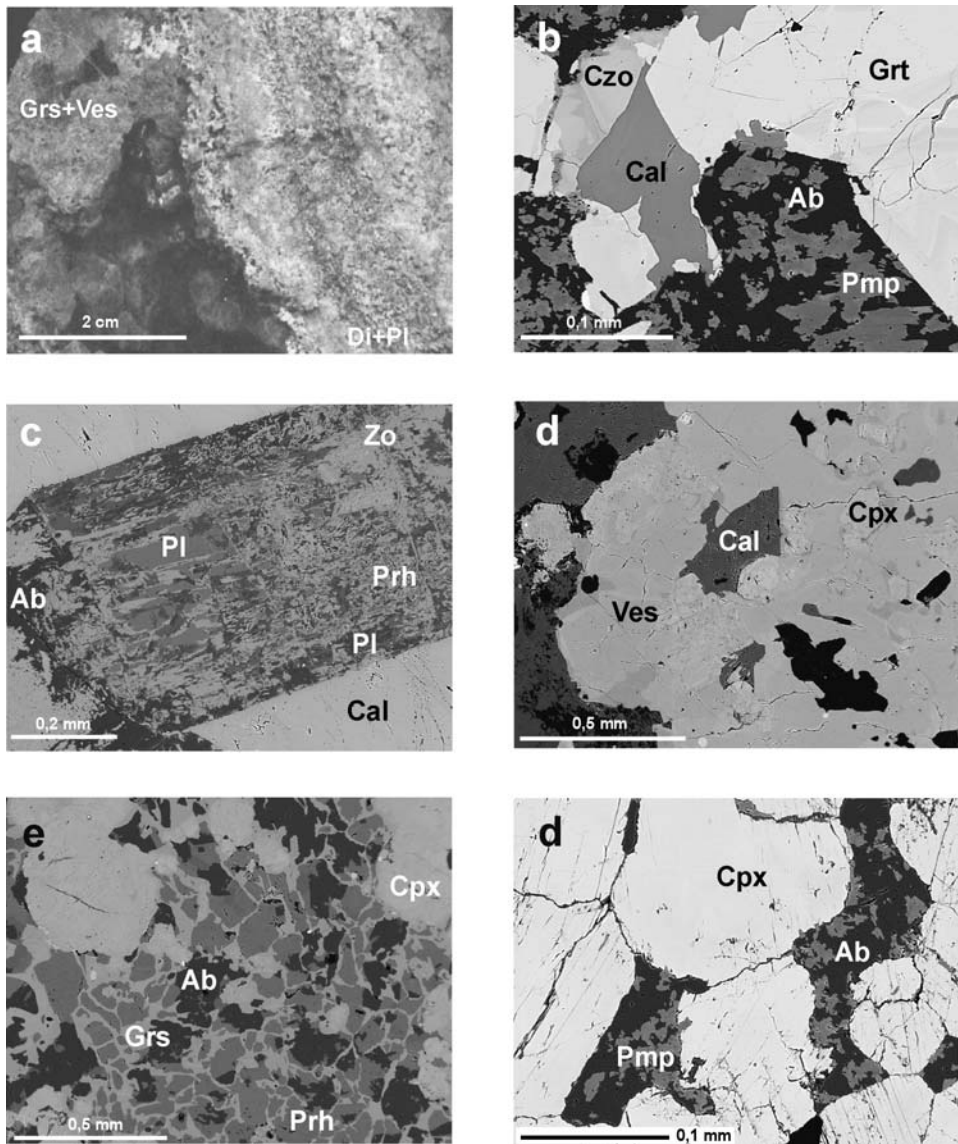 a
Grs+Ves
2 cm
Di+Pl
b
Czo
Grt
Cal
Ab
Pmp
0,1 mm
c
Zo
Pl
Ab
Prh
Pl
0,2 mm
Cal
d
Cpx
Cal
Ves
0,5 mm
e
Cpx
Ab
Grs
0,5 mm
Prh
d
Cpx
Ab
Pmp
0,1 mm